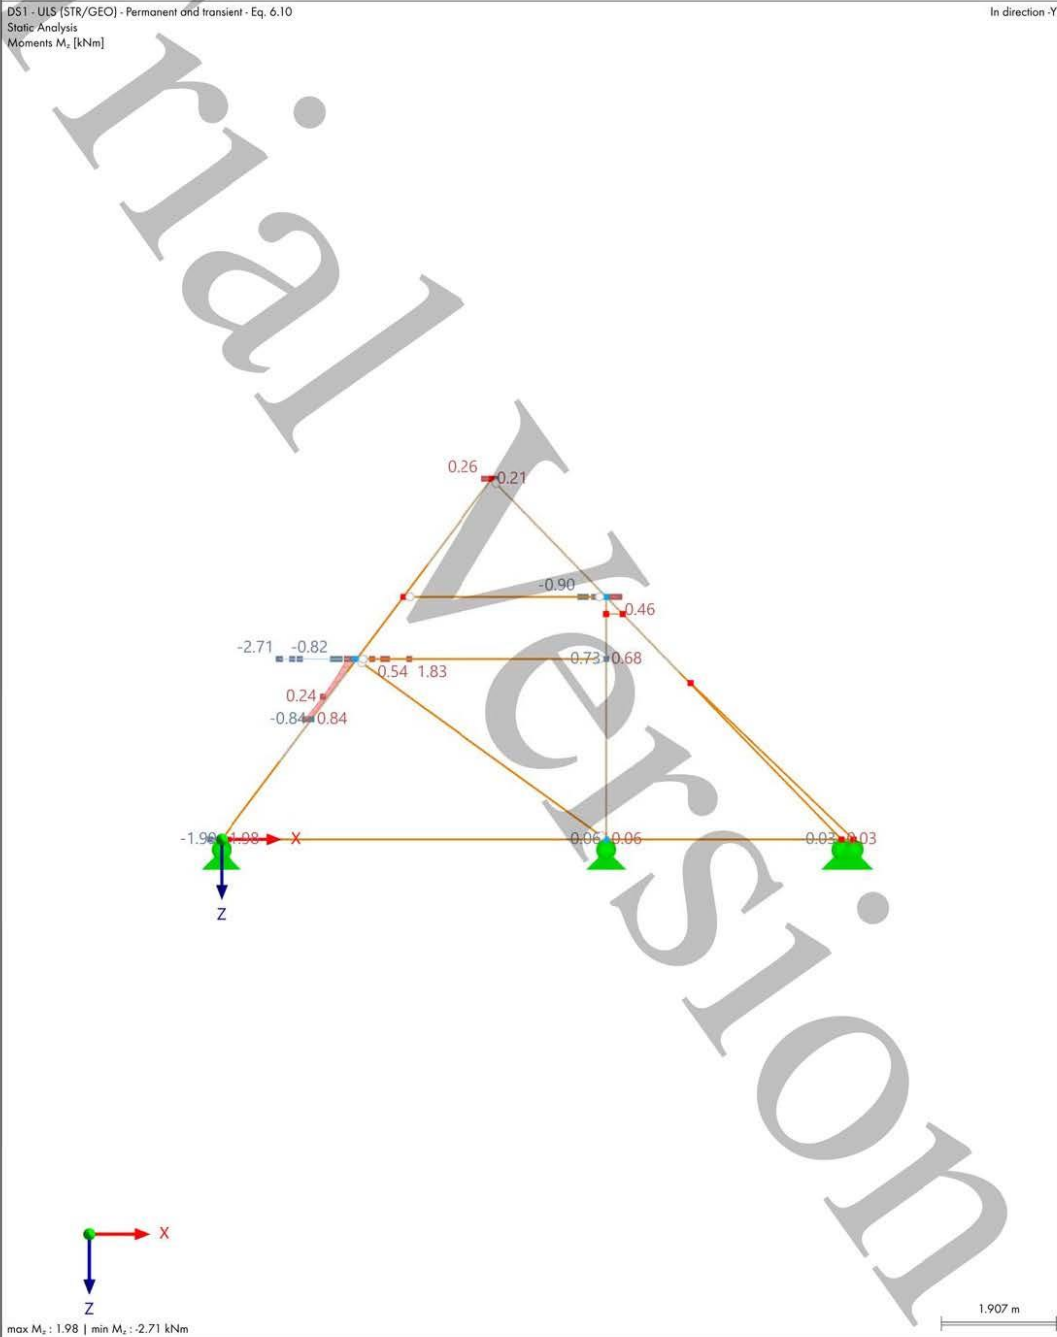 DS1 - ULS (STR/GEO) - Permanent and transient - Eq. 6.10
In direction -Y
Static Analysis
Moments Mz [kNm]
rial Version
0.26
0.21
-0.90
0.46
-2.71 -0.82
0.73 0.68
0.54 1.83
0.24
-0.84 0.84
1.98 X
0.06 0.06
0.03
Z
X
Z
1.907 m
max Mz : 1.98 | min Mz : -2.71 kNm